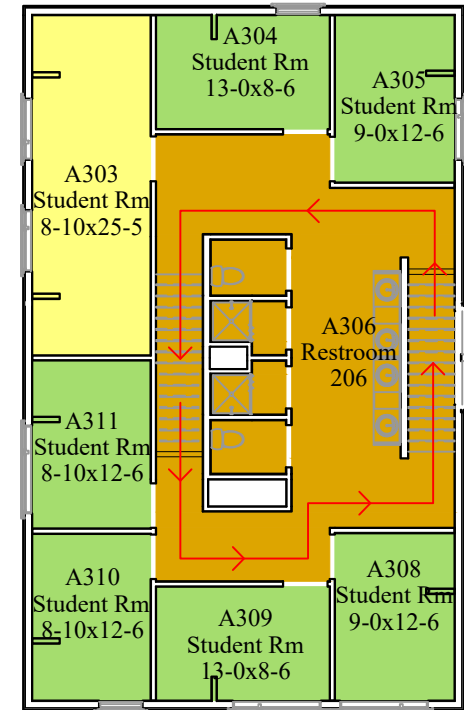 A304
Student Rm
13-0x8-6
A305
Student Rm
9-0x12-6
A303
Student Rm
8-10x25-5
A306
Restroom
206
A311
Student Rm
8-10x12-6
A310
Student Rm
8-10x12-6
A309
Student Rm
13-0x8-6
A308
Student Rm
9-0x12-6